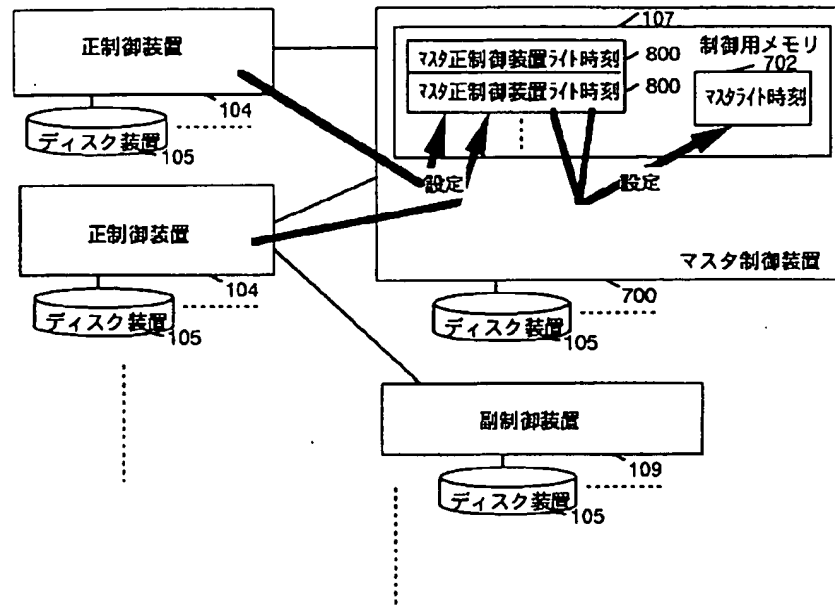 正制御装置
104
ディスク装置
105
正制御装置
104
ディスク装置
105
107
制御用メモリ
マスタ正制御装置ライト時刻
800
マスタ正制御装置ライト時刻
800
702
マスタライト時刻
設定
設定
マスタ制御装置
700
ディスク装置
105
副制御装置
109
ディスク装置
105